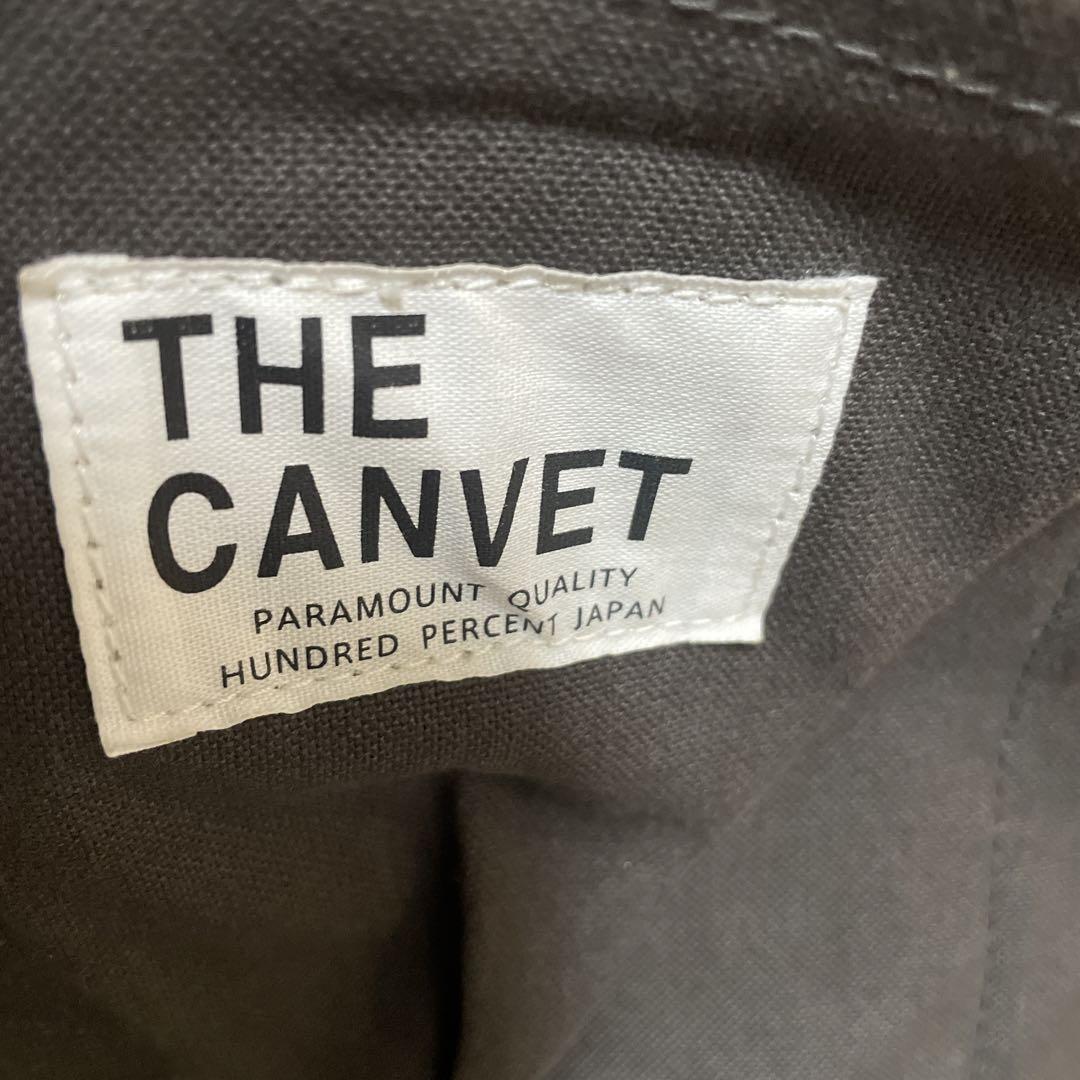 THE
CANVET
PARAMOUNT QUALITY
HUNDRED PERCENT JAPAN